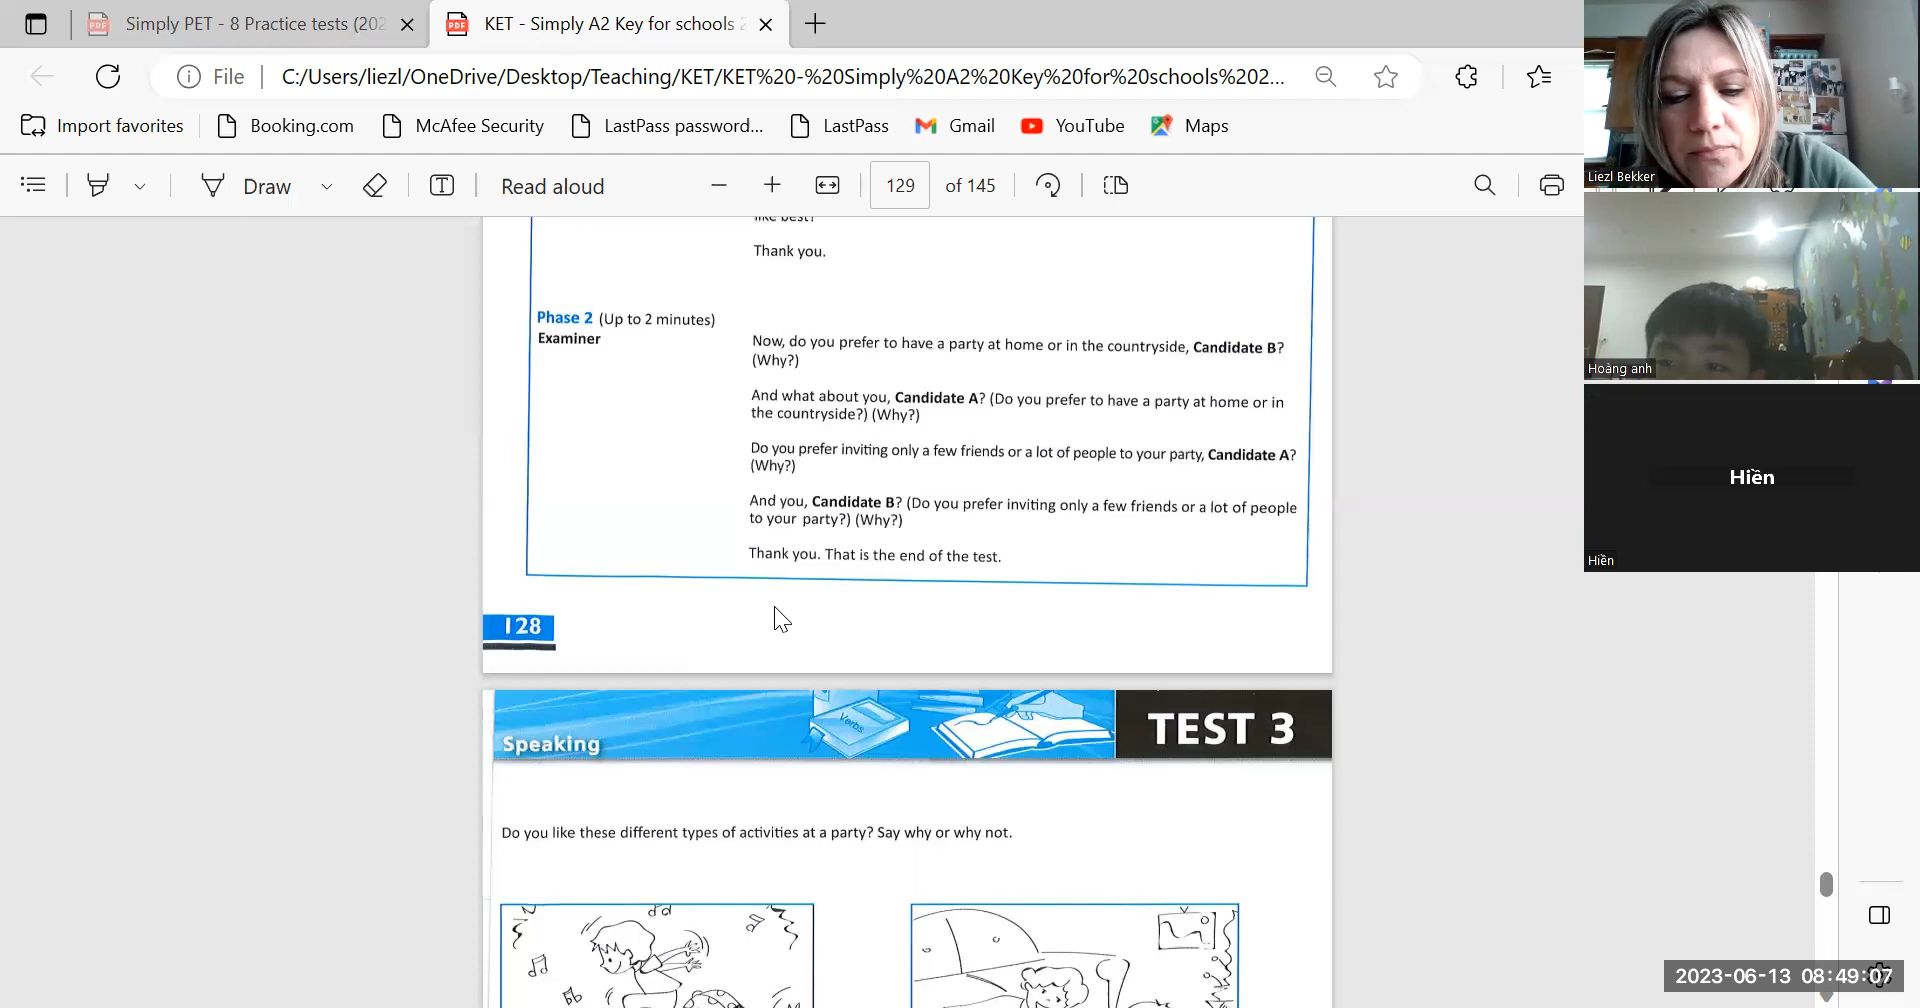 Simply PET - 8 Practice tests (202
KET - Simply A2 Key for schools 2
File
C:/Users/liezl/OneDrive/Desktop/Teaching/KET/KET%20-%20Simply%20A2%20Key%20for%20schools%202...
Import favorites
Booking.com
McAfee Security
LastPass password...
LastPass
Gmail
YouTube
Maps
Draw
Read aloud
129
of 145
like best?
Thank you.
Phase 2 (Up to 2 minutes)
Examiner
Now, do you prefer to have a party at home or in the countryside, Candidate B?
(Why?)
And what about you, Candidate A? (Do you prefer to have a party at home or in
the countryside?) (Why?)
Do you prefer inviting only a few friends or a lot of people to your party, Candidate A?
(Why?)
And you, Candidate B? (Do you prefer inviting only a few friends or a lot of people
to your party?) (Why?)
Thank you. That is the end of the test.
128
Speaking
Verbs
TEST 3
Do you like these different types of activities at a party? Say why or why not.
Liezl Bekker
Hoàng anh
Hiền
Hiền
2023-06-13 08:49:07